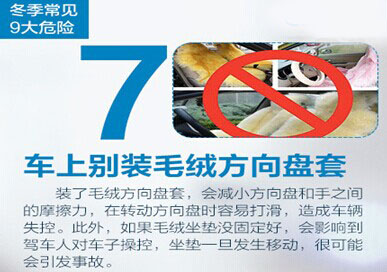 冬季常见
9大危险
7
车上别装毛绒方向盘套
装了毛绒方向盘套，会减小方向盘和手之间
的摩擦力，在转动方向盘时容易打滑，造成车辆
失控。此外，如果毛绒坐垫没固定好，会影响到
驾车人对车子操控，坐垫一旦发生移动，很可能
会引发事故。